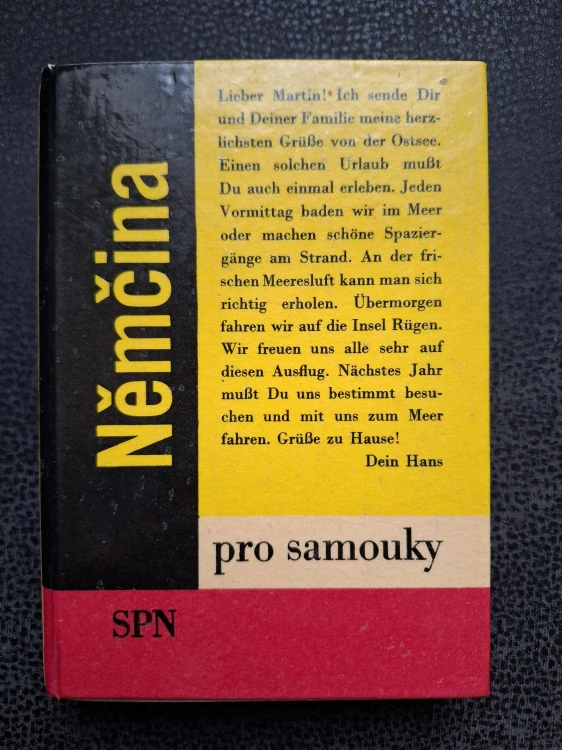 Němčina
Lieber Martin! Ich sende Dir
und Deiner Familie meine herz-
lichsten Grüße von der Ostsee.
Einen solchen Urlaub mußt
Du auch einmal erleben. Jeden
Vormittag baden wir im Meer
oder machen schöne Spazier-
gänge am Strand. An der fri-
schen Meeresluft kann man sich
richtig erholen. Übermorgen
fahren wir auf die Insel Rügen.
Wir freuen uns alle sehr auf
diesen Ausflug. Nächstes Jahr
mußt Du uns bestimmt besu-
chen und mit uns zum Meer
fahren. Grüße zu Hause!
Dein Hans
pro samouky
SPN